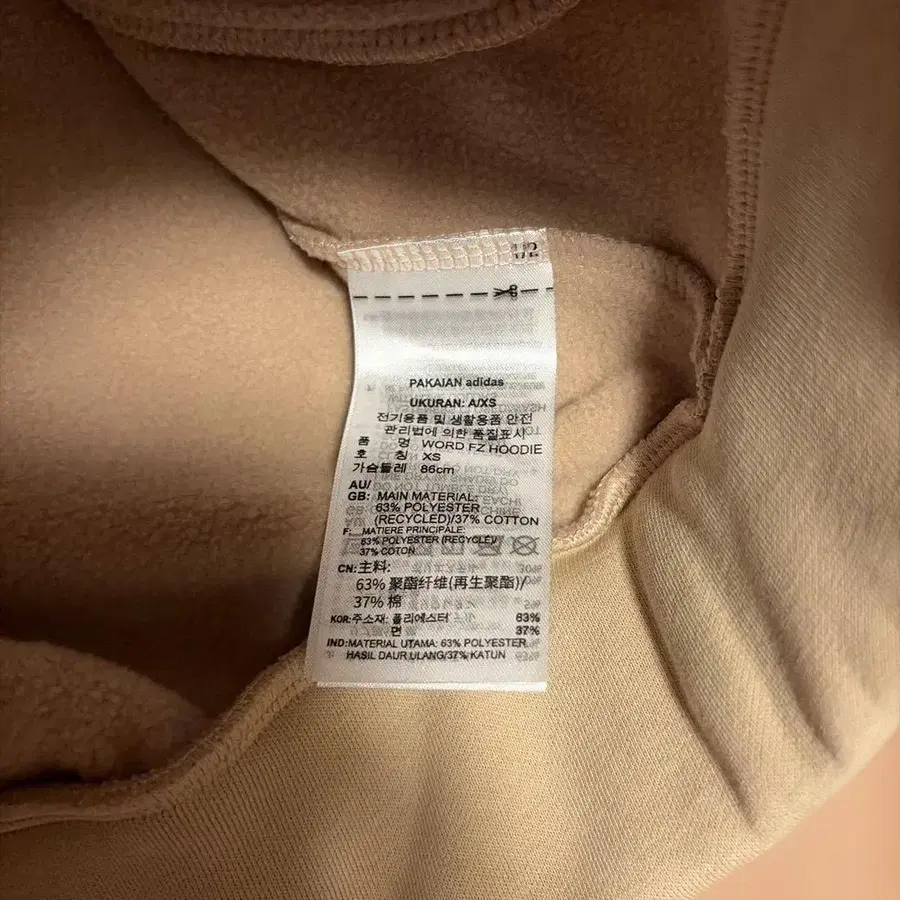 1/2
PAKAIAN adidas
UKURAN: A/XS
전기용품 및 생활용품 안전
관리법에 의한 품질표시
품 명 WORD FZ HOODIE
호 칭 XS
가슴둘레 86cm
AU/
GB: MAIN MATERIAL:
63% POLYESTER
(RECYCLED)/37% COTTON
F: MATIERE PRINCIPALE:
63% POLYESTER (RECYCLE)/
37% COTON
CN:主料:
63% 聚酯纤维(再生聚酯)/
37% 棉
KOR:주소재: 폴리에스터 63%
면 37%
IND:MATERIAL UTAMA: 63% POLYESTER
HASIL DAUR ULANG/37% KATUN